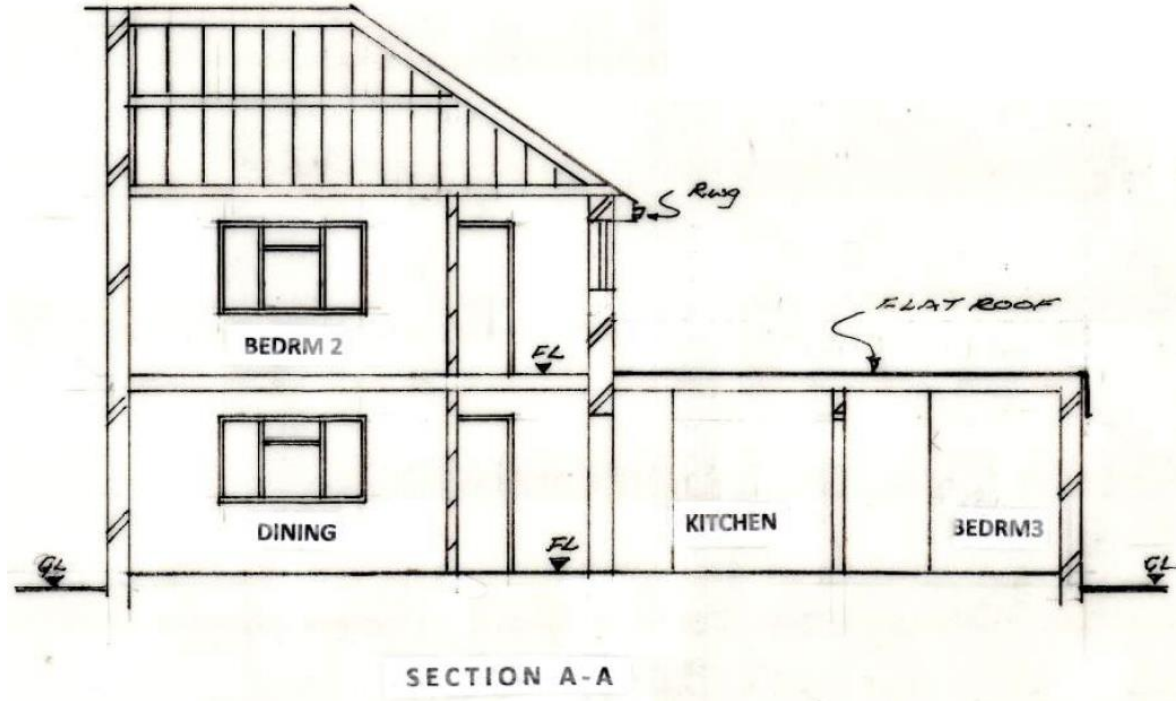 Rwg
BEDRM 2
FL
FLAT ROOF
DINING
FL
KITCHEN
BEDRM3
GL
GL
SECTION A-A